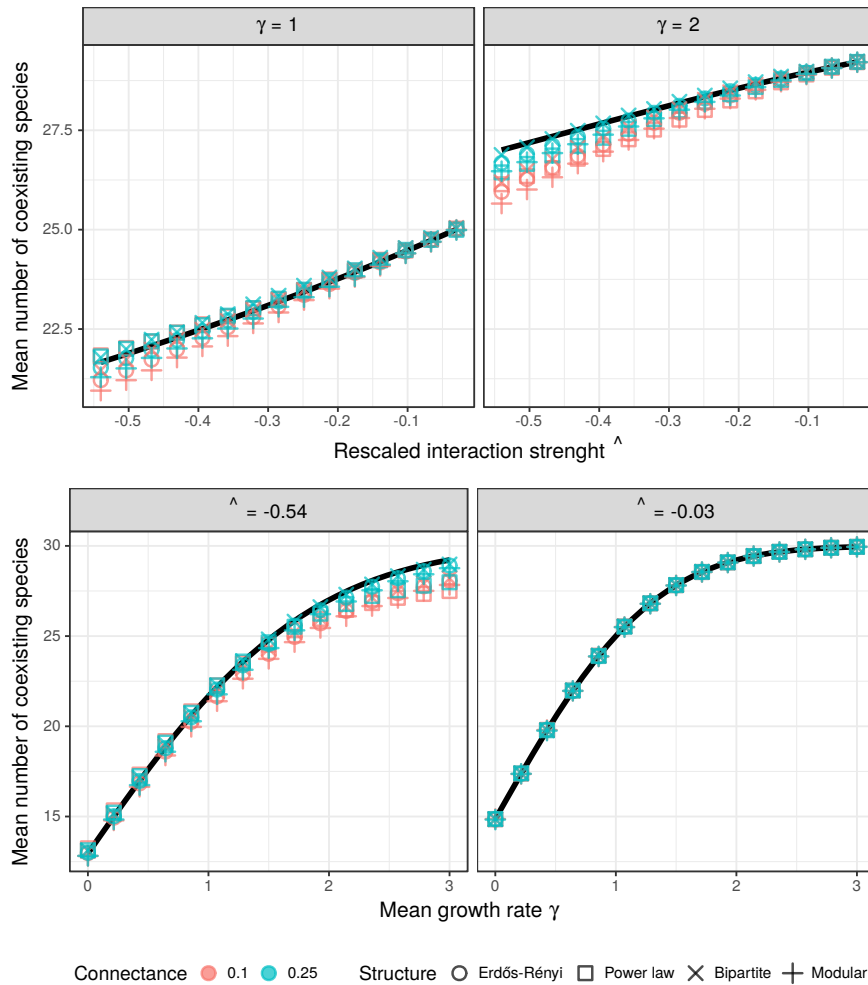 γ = 1
γ = 2
Mean number of coexisting species
27.5
25.0
22.5
-0.5 -0.4 -0.3 -0.2 -0.1
-0.5 -0.4 -0.3 -0.2 -0.1
Rescaled interaction strenght ^
^ = -0.54
^ = -0.03
Mean number of coexisting species
30
25
20
15
0 1 2 3
0 1 2 3
Mean growth rate γ
Connectance 0.1 0.25 Structure Erdős-Rényi Power law Bipartite Modular